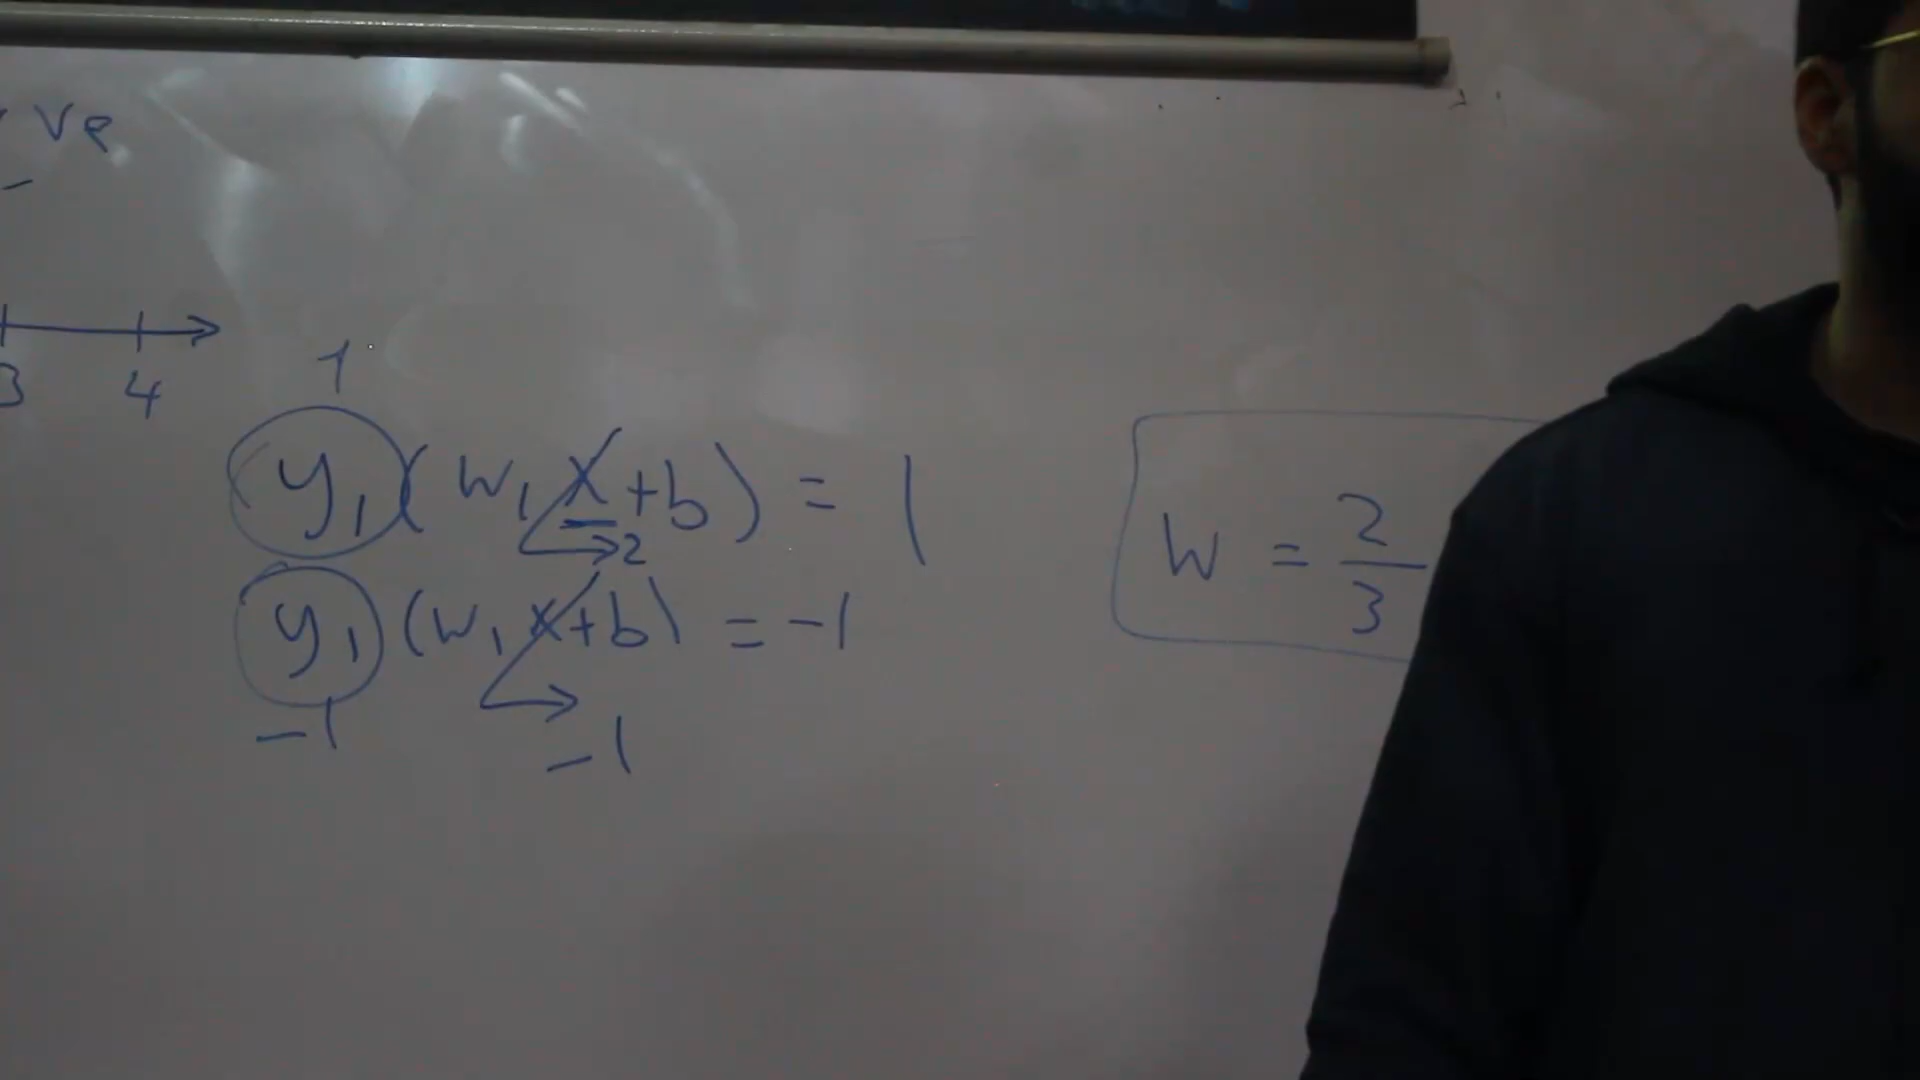 ve
3 4
1
y₁(w₁x+b) = 1
2
y₁(w₁x+b) = -1
-1 -1
W = 2/3